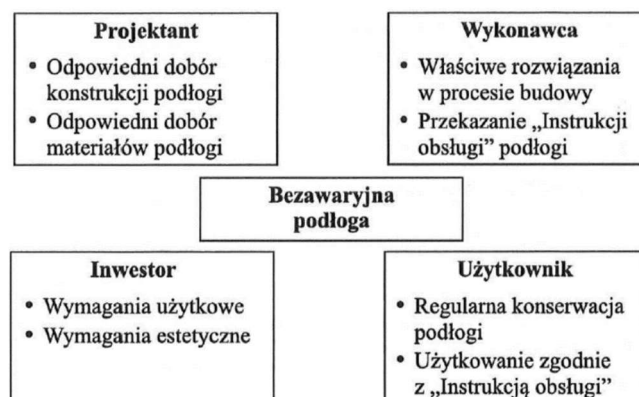 Projektant
• Odpowiedni dobór
konstrukcji podłogi
• Odpowiedni dobór
materiałów podłogi
Wykonawca
• Właściwe rozwiązania
w procesie budowy
• Przekazanie „Instrukcji
obsługi” podłogi
Bezawaryjna
podłoga
Inwestor
• Wymagania użytkowe
• Wymagania estetyczne
Użytkownik
• Regularna konserwacja
podłogi
• Użytkowanie zgodnie
z „Instrukcją obsługi”